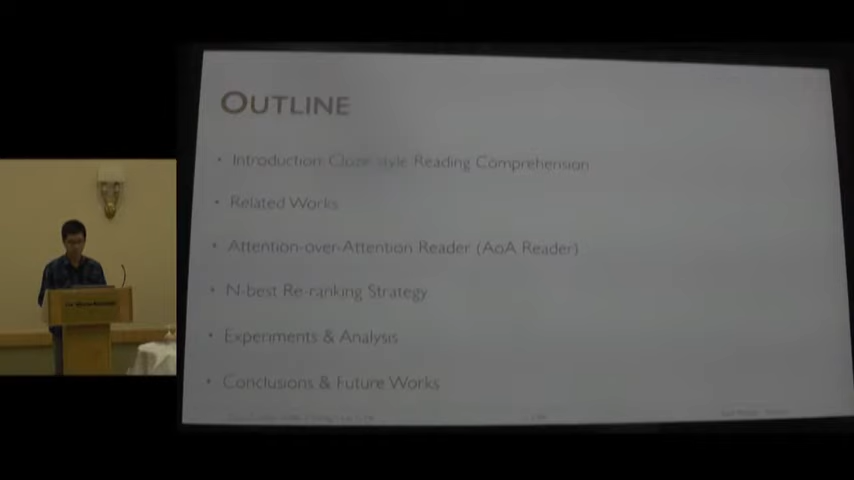 OUTLINE
• Introduction: Cloze-style Reading Comprehension
• Related Works
• Attention-over-Attention Reader (AoA Reader)
• N-best Re-ranking Strategy
• Experiments & Analysis
• Conclusions & Future Works